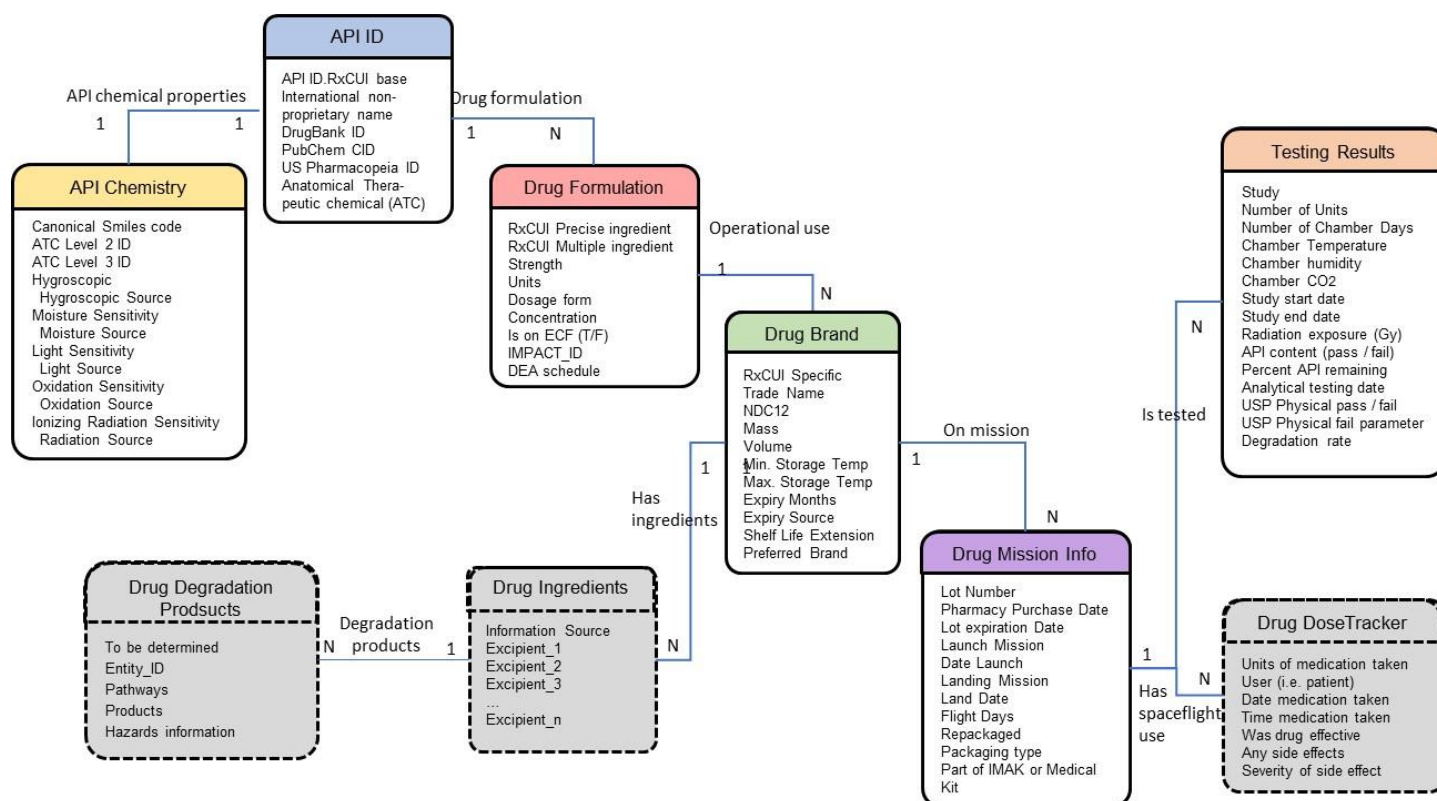 API ID
API ID.RxCUI base
International non-
proprietary name
DrugBank ID
PubChem CID
US Pharmacopeia ID
Anatomical Thera-
peutic chemical (ATC)
API chemical properties
1
1
Drug formulation
1
N
API Chemistry
Canonical Smiles code
ATC Level 2 ID
ATC Level 3 ID
Hygroscopic
Hygroscopic Source
Moisture Sensitivity
Moisture Source
Light Sensitivity
Light Source
Oxidation Sensitivity
Oxidation Source
Ionizing Radiation Sensitivity
Radiation Source
Drug Formulation
RxCUI Precise ingredient
RxCUI Multiple ingredient
Strength
Units
Dosage form
Concentration
Is on ECF (T/F)
IMPACT_ID
DEA schedule
Operational use
1
N
Drug Brand
RxCUI Specific
Trade Name
NDC12
Mass
Volume
Min. Storage Temp
Max. Storage Temp
Expiry Months
Expiry Source
Shelf Life Extension
Preferred Brand
1
1
Has
ingredients
N
On mission
1
N
Testing Results
Study
Number of Units
Number of Chamber Days
Chamber Temperature
Chamber humidity
Chamber CO2
Study start date
Study end date
Radiation exposure (Gy)
API content (pass / fail)
Percent API remaining
Analytical testing date
USP Physical pass / fail
USP Physical fail parameter
Degradation rate
N
Is tested
Drug Degradation
Prodsucts
To be determined
Entity_ID
Pathways
Products
Hazards information
Degradation
products
N
1
Drug Ingredients
Information Source
Excipient_1
Excipient_2
Excipient_3
...
Excipient_n
Drug Mission Info
Lot Number
Pharmacy Purchase Date
Lot expiration Date
Launch Mission
Date Launch
Landing Mission
Land Date
Flight Days
Repackaged
Packaging type
Part of IMAK or Medical
Kit
1
N
Has
spaceflight
use
Drug DoseTracker
Units of medication taken
User (i.e. patient)
Date medication taken
Time medication taken
Was drug effective
Any side effects
Severity of side effect